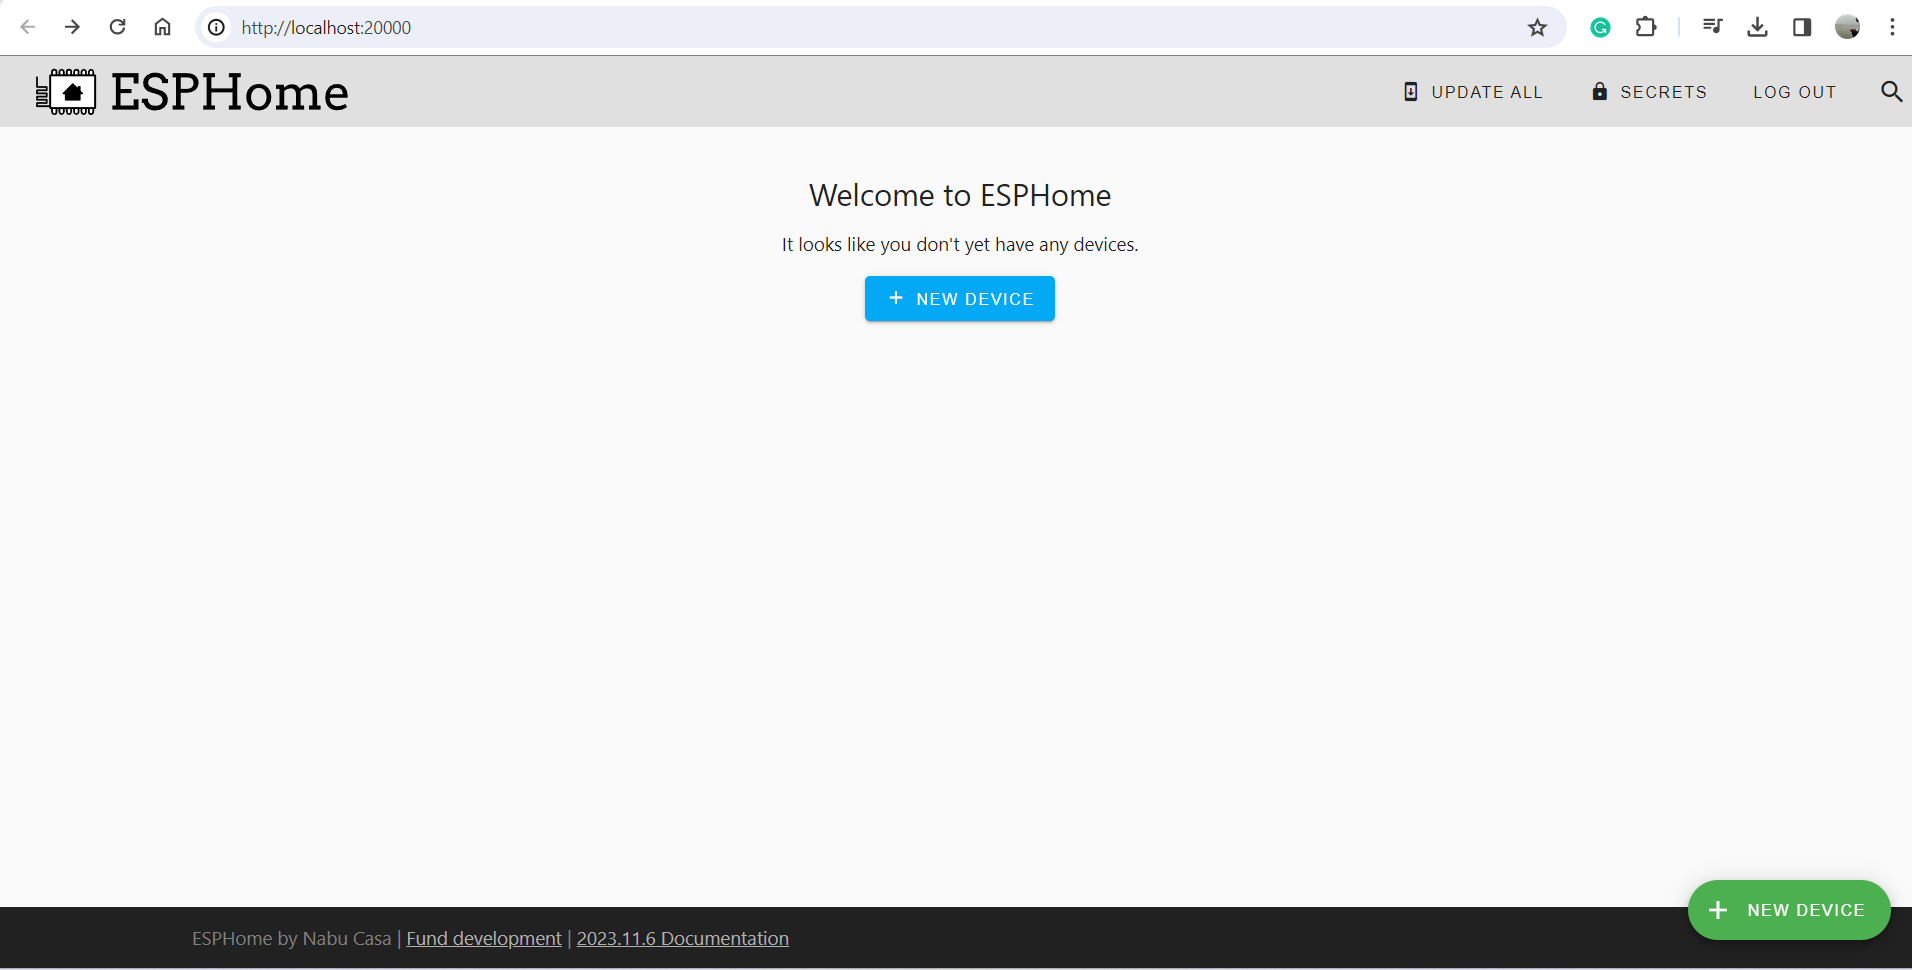 http://localhost:20000
ESPHome
UPDATE ALL
SECRETS
LOG OUT
Welcome to ESPHome
It looks like you don't yet have any devices.
+ NEW DEVICE
+ NEW DEVICE
ESPHome by Nabu Casa | Fund development | 2023.11.6 Documentation